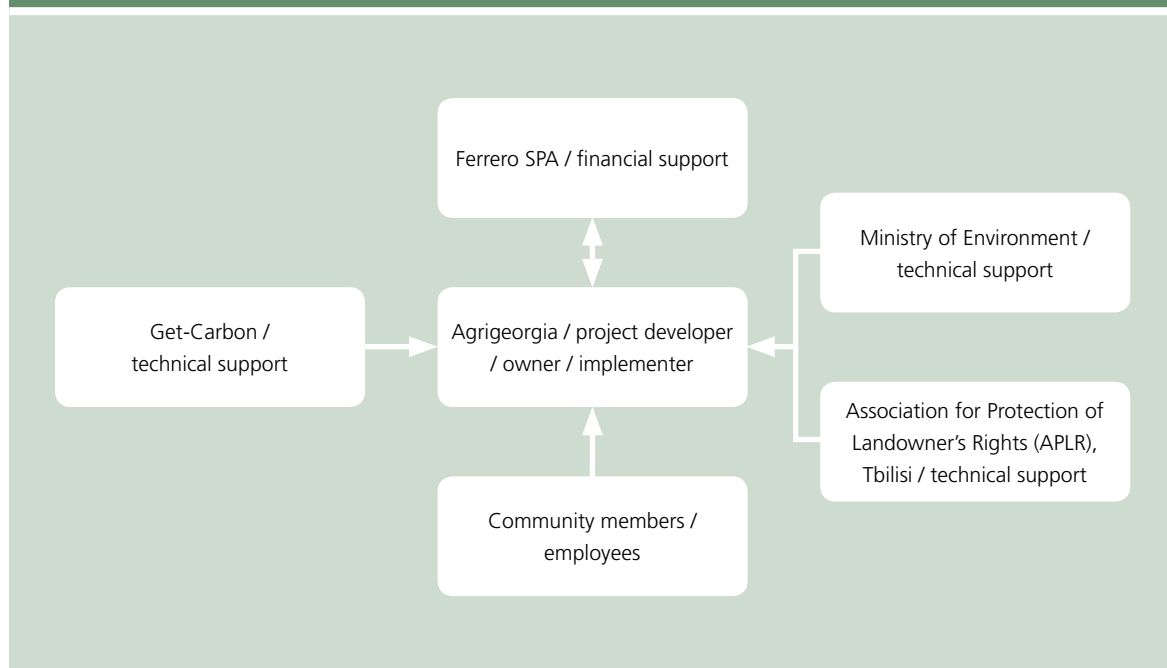 Ferrero SPA / financial support
Ministry of Environment /
technical support
Get-Carbon /
technical support
Agrigeorgia / project developer
/ owner / implementer
Association for Protection of
Landowner's Rights (APLR),
Tbilisi / technical support
Community members /
employees